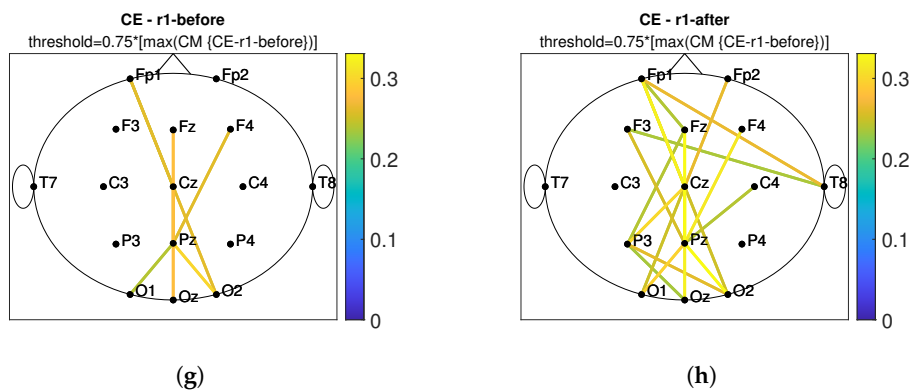 CE - r1-before
threshold=0.75*[max(CM {CE-r1-before})]
Fp1 Fp2
F3 Fz F4
T7 C3 Cz C4 T8
P3 Pz P4
O1 Oz O2
0.3
0.2
0.1
0
(g)
CE - r1-after
threshold=0.75*[max(CM {CE-r1-before})]
Fp1 Fp2
F3 Fz F4
T7 C3 Cz C4 T8
P3 Pz P4
O1 Oz O2
0.3
0.2
0.1
0
(h)